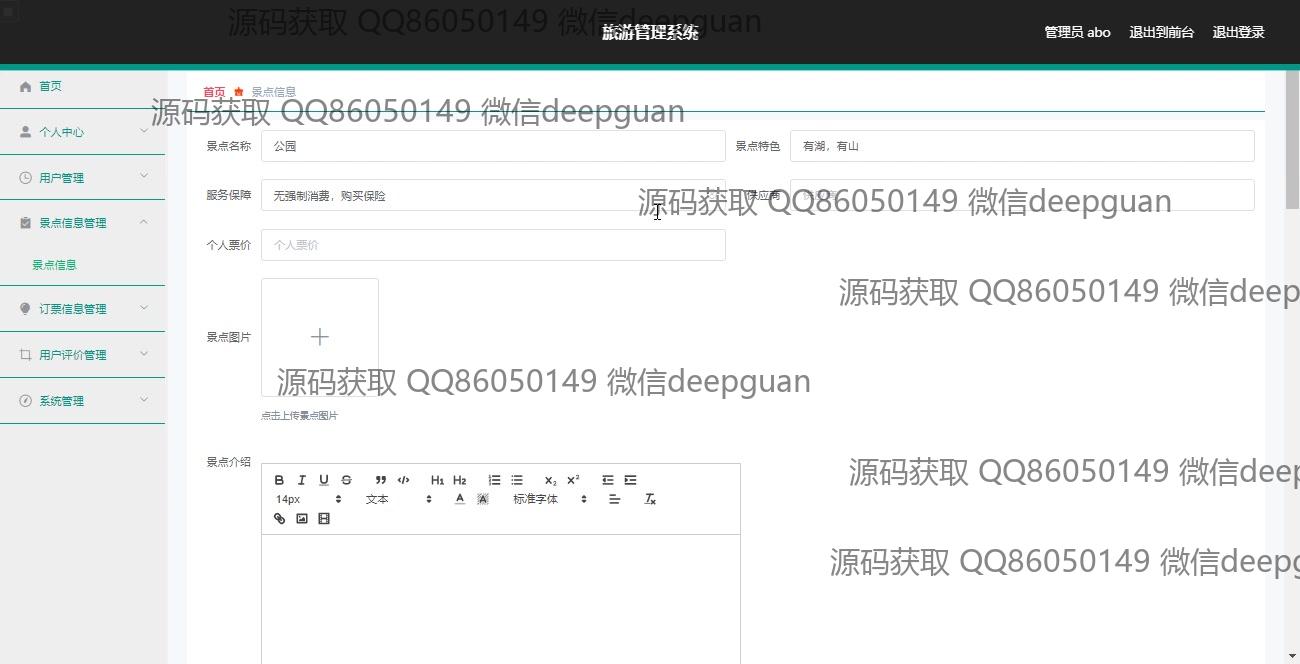 源码获取 QQ86050149 微信deepguan
旅游管理系统
管理员 abo 退出到前台 退出登录
首页
个人中心
用户管理
景点信息管理
景点信息
订票信息管理
用户评价管理
系统管理
首页 景点信息
源码获取 QQ86050149 微信deepguan
景点名称 公园 景点特色 有湖，有山
服务保障 无强制消费，购买保险 供应商
源码获取 QQ86050149 微信deepguan
个人票价 个人票价
源码获取 QQ86050149 微信deep
景点图片
源码获取 QQ86050149 微信deepguan
点击上传景点图片
景点介绍
B I U S H1 H2 X2 X2
源码获取 QQ86050149 微信deep
14px 文本 A A 标准字体 Tx
源码获取 QQ86050149 微信deepg